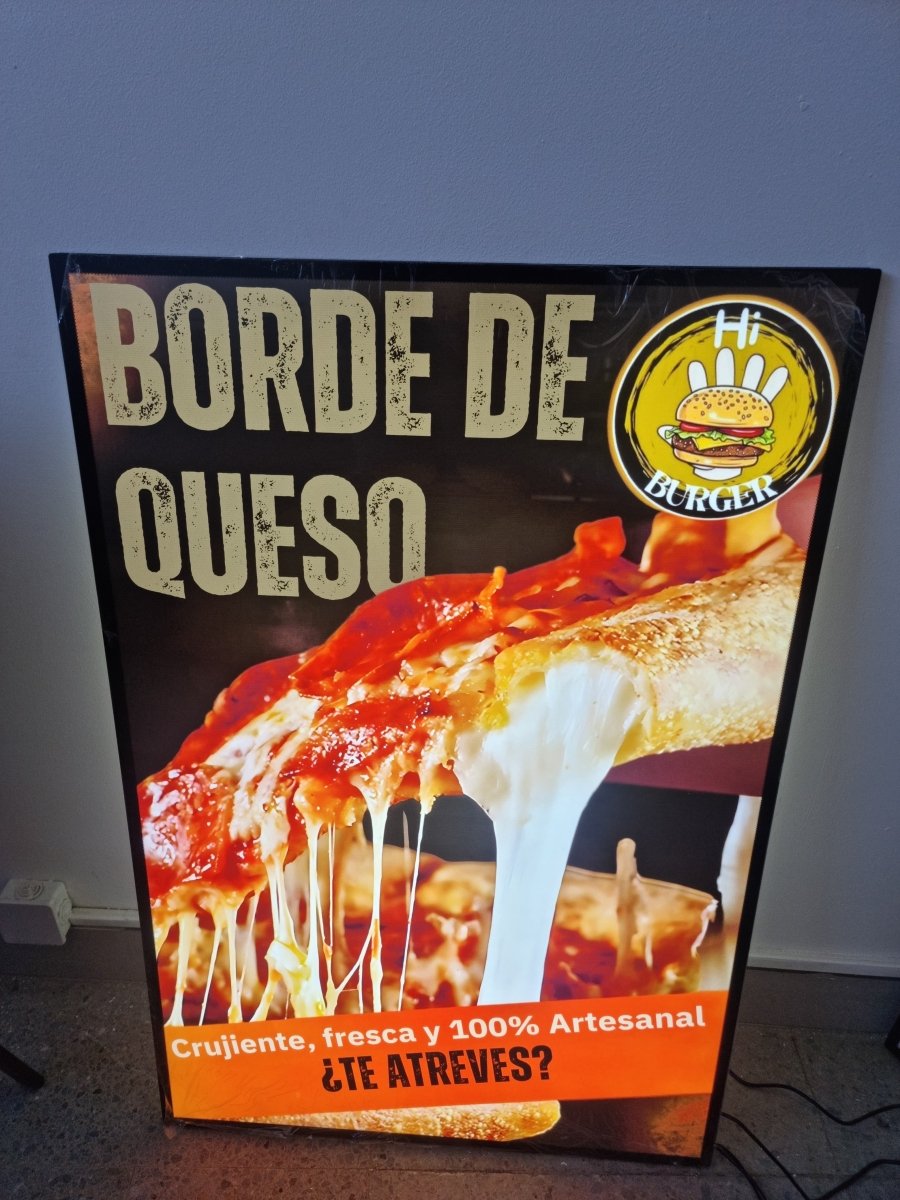 BORDE DE
QUESO
Hi
BURGER
Crujiente, fresca y 100% Artesanal
¿TE ATREVES?